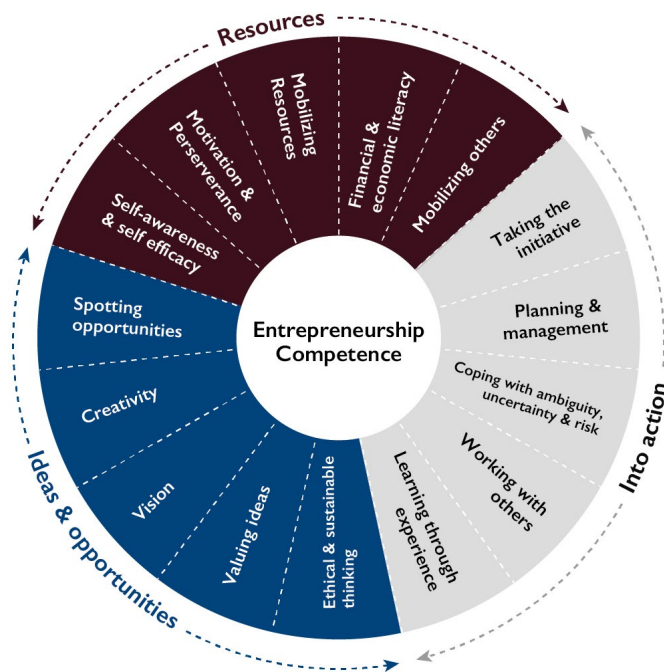 Resources
Self-awareness
& self efficacy
Motivation &
Perserverance
Mobilizing
Resources
Financial &
economic literacy
Mobilizing others
Into action
Taking the
initiative
Planning &
management
Coping with ambiguity,
uncertainty & risk
Working with
others
Learning through
experience
Ideas & opportunities
Spotting
opportunities
Creativity
Vision
Valuing ideas
Ethical & sustainable
thinking
Entrepreneurship
Competence